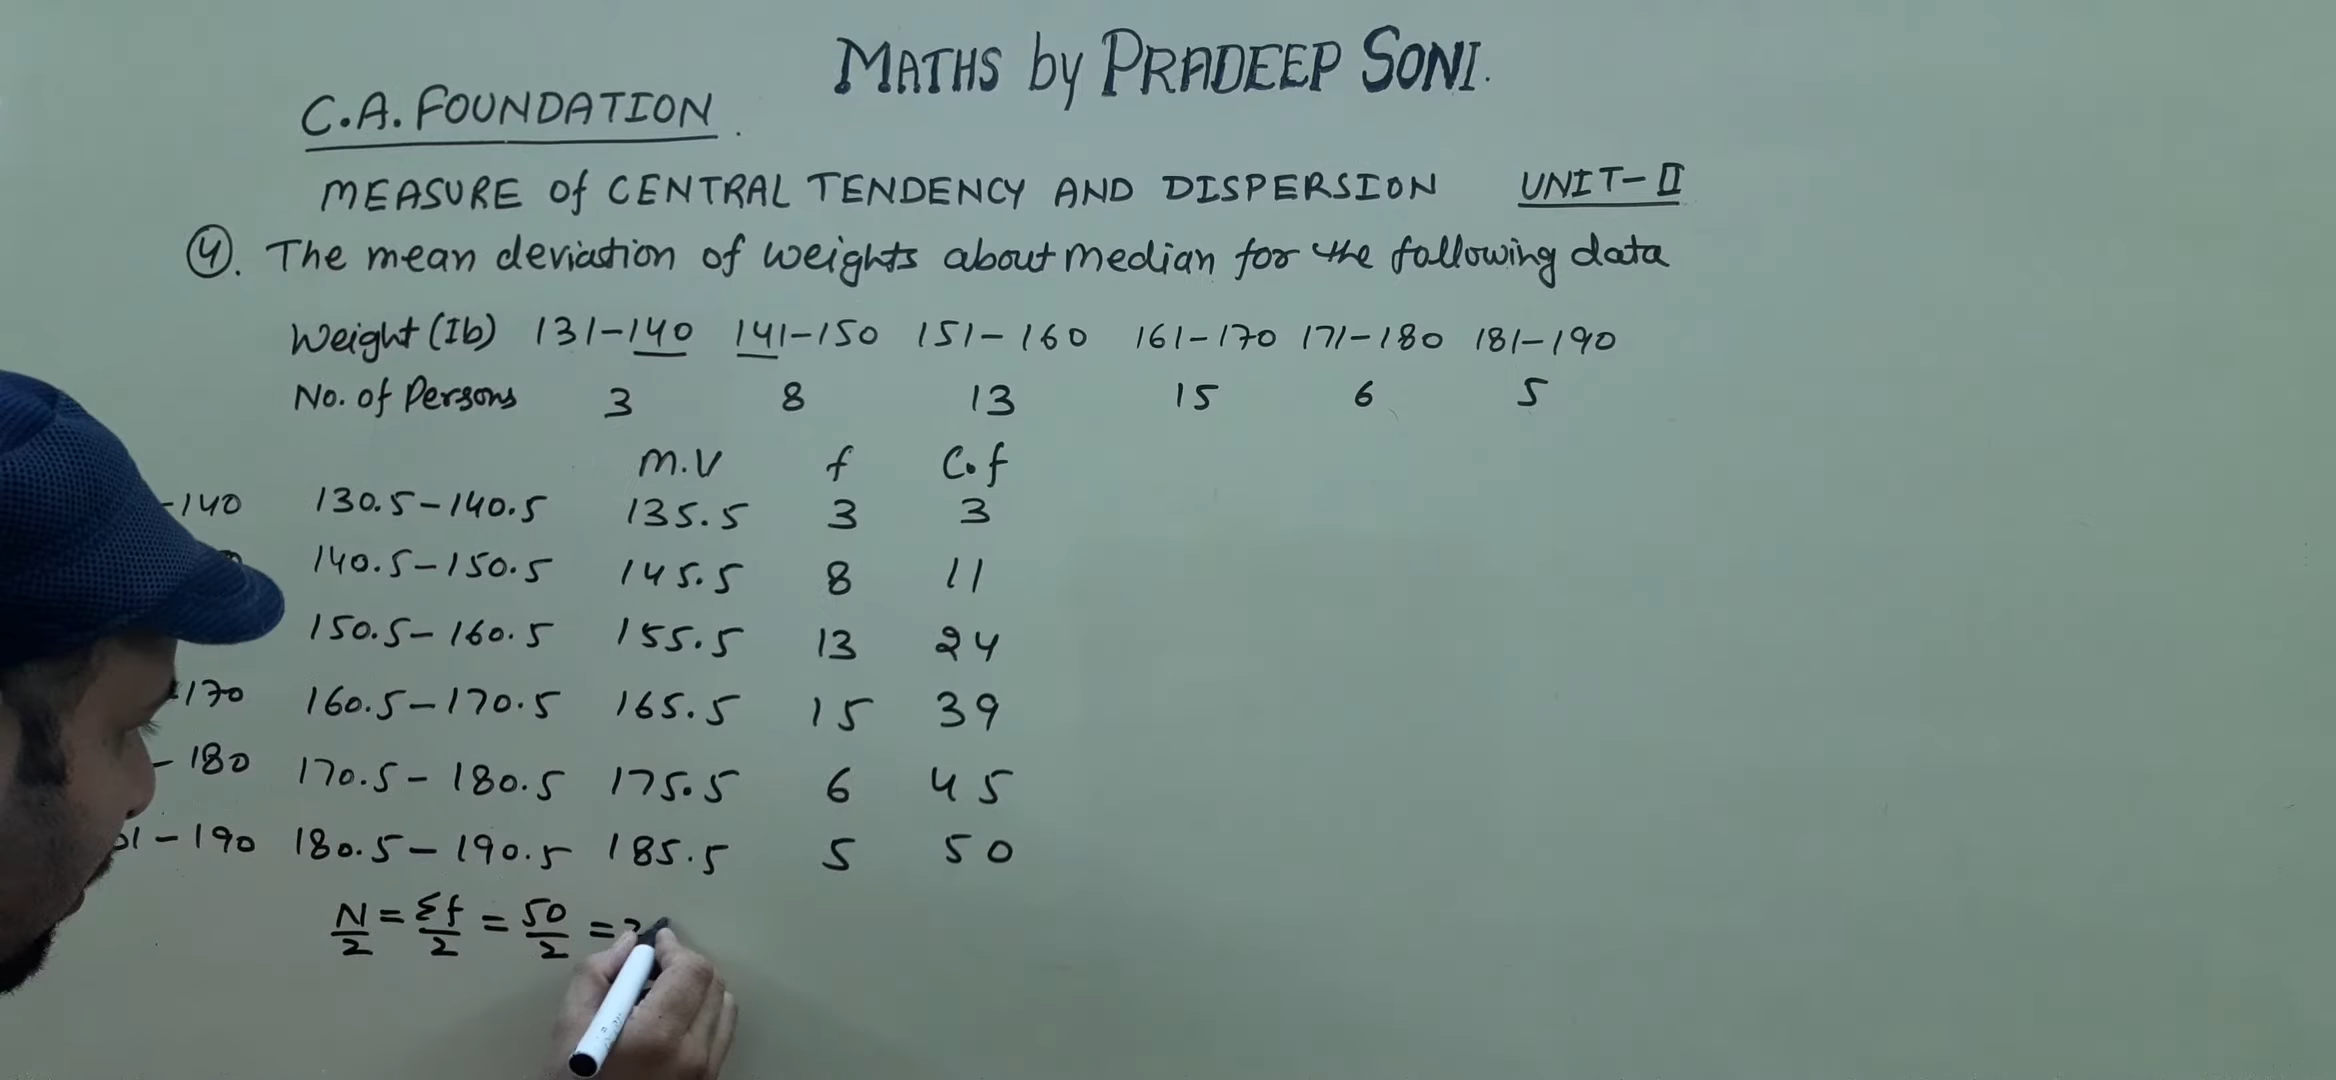 MATHS by PRADEEP SONI.
C.A. FOUNDATION.
MEASURE of CENTRAL TENDENCY AND DISPERSION UNIT-II
4. The mean deviation of weights about median for the following data
Weight (Ib) 131-140 141-150 151-160 161-170 171-180 181-190
No. of Persons 3 8 13 15 6 5
M.V f C.f
-140 130.5-140.5 135.5 3 3
140.5-150.5 145.5 8 11
150.5-160.5 155.5 13 24
-170 160.5-170.5 165.5 15 39
-180 170.5-180.5 175.5 6 45
1-190 180.5-190.5 185.5 5 50
N/2 = Σf/2 = 50/2 =